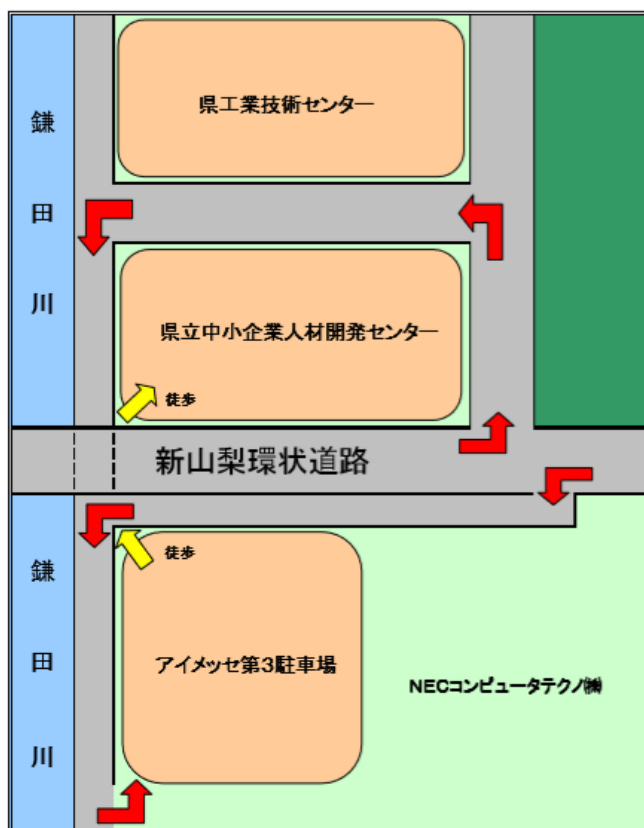 県工業技術センター
鎌田川
県立中小企業人材開発センター
徒歩
新山梨環状道路
徒歩
鎌田川
アイメッセ第3駐車場
NECコンピュータテクノ㈱